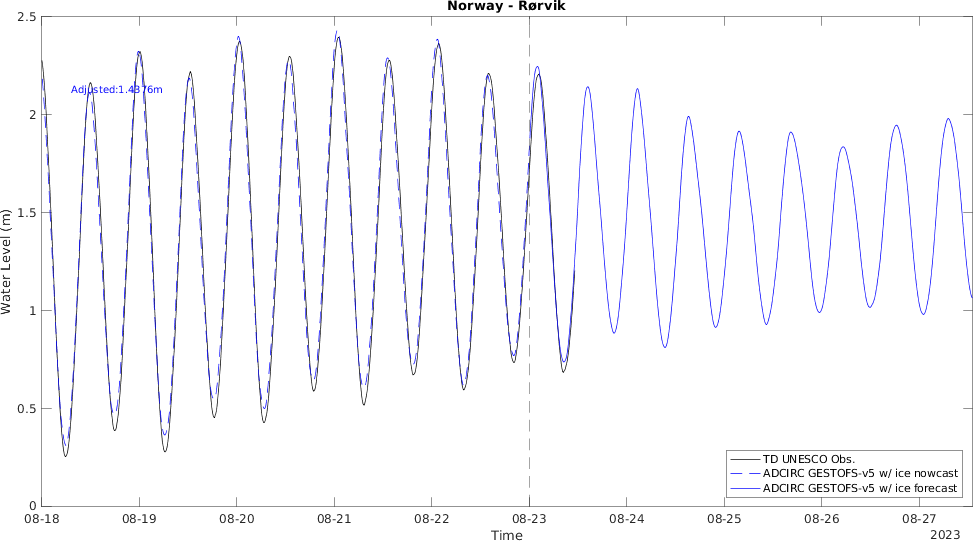 Norway - Rørvik
2.5
2
1.5
1
0.5
0
Water Level (m)
Adjusted:1.4376m
TD UNESCO Obs.
ADCIRC GESTOFS-v5 w/ ice nowcast
ADCIRC GESTOFS-v5 w/ ice forecast
08-18 08-19 08-20 08-21 08-22 08-23 08-24 08-25 08-26 08-27
Time
2023